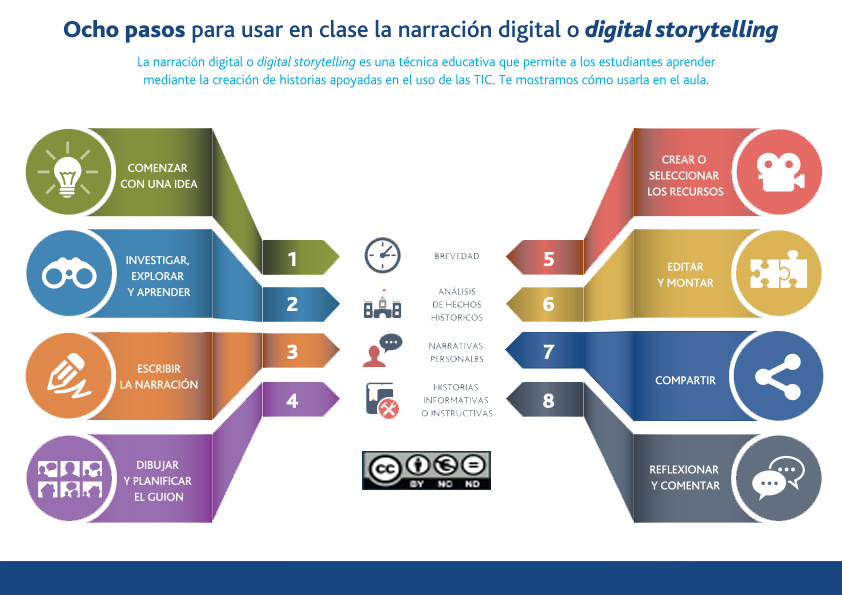 Ocho pasos para usar en clase la narración digital o digital storytelling
La narración digital o digital storytelling es una técnica educativa que permite a los estudiantes aprender
mediante la creación de historias apoyadas en el uso de las TIC. Te mostramos cómo usarla en el aula.
COMENZAR
CON UNA IDEA
1
INVESTIGAR,
EXPLORAR
Y APRENDER
2
ESCRIBIR
LA NARRACIÓN
3
DIBUJAR
Y PLANIFICAR
EL GUION
4
BREVEDAD
ANÁLISIS
DE HECHOS
HISTÓRICOS
NARRATIVAS
PERSONALES
HISTORIAS
INFORMATIVAS
O INSTRUCTIVAS
CREAR O
SELECCIONAR
LOS RECURSOS
5
EDITAR
Y MONTAR
6
COMPARTIR
7
REFLEXIONAR
Y COMENTAR
8
cc
BY NC ND